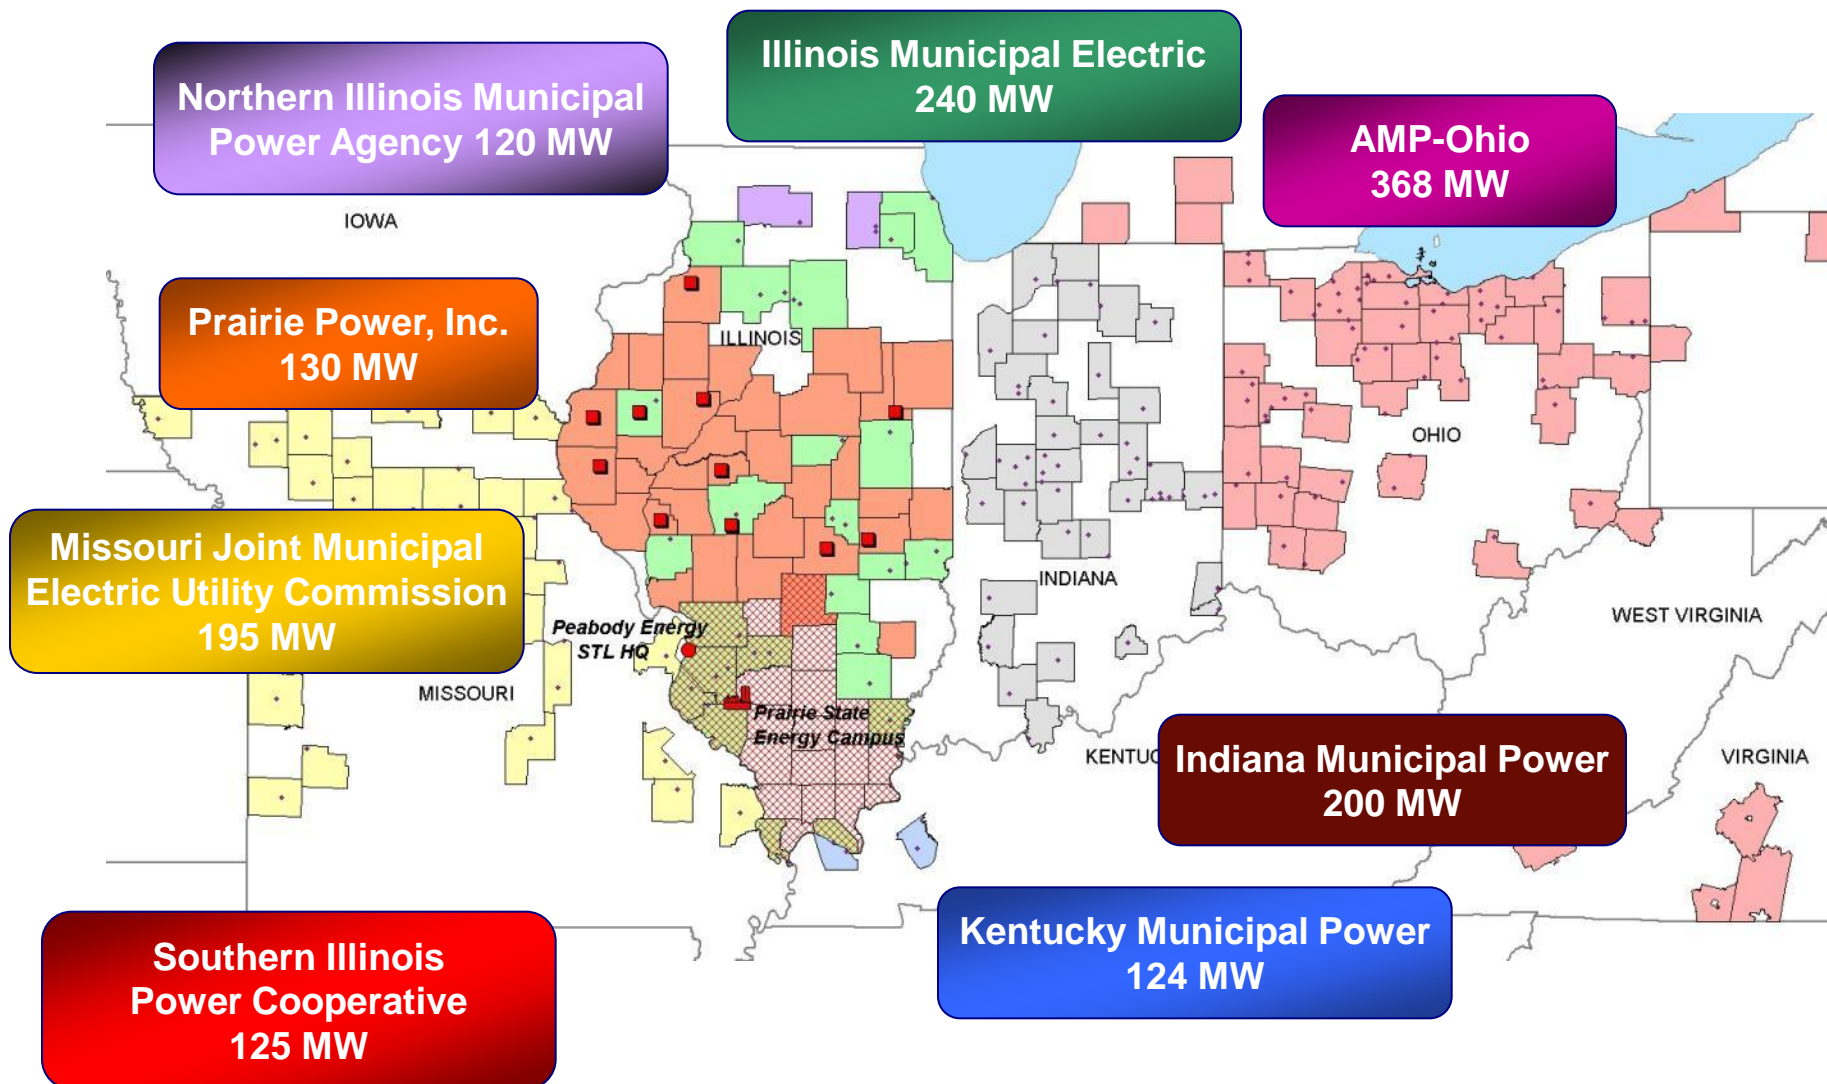 Illinois Municipal Electric
240 MW
Northern Illinois Municipal
Power Agency 120 MW
AMP-Ohio
368 MW
IOWA
Prairie Power, Inc.
130 MW
ILLINOIS
OHIO
Missouri Joint Municipal
Electric Utility Commission
195 MW
INDIANA
WEST VIRGINIA
Peabody Energy
STL HQ
MISSOURI
Prairie State
Energy Campus
KENTUC
Indiana Municipal Power
200 MW
VIRGINIA
Kentucky Municipal Power
124 MW
Southern Illinois
Power Cooperative
125 MW